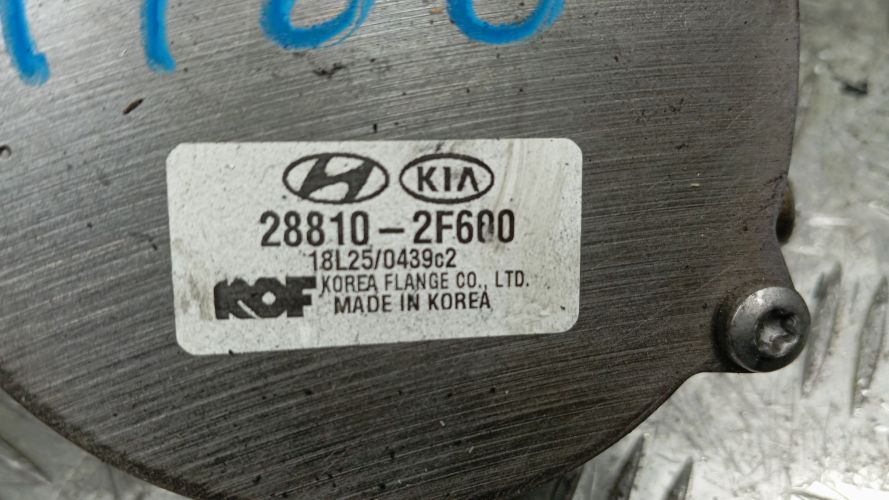 KIA
28810-2F600
18L25/0439c2
KOF KOREA FLANGE CO., LTD.
MADE IN KOREA